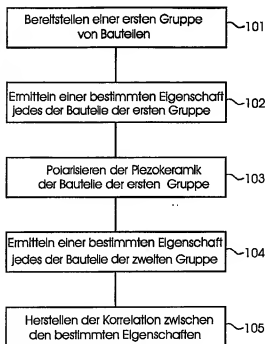 Bereitstellen einer ersten Gruppe
von Bauteilen
101
Ermitteln einer bestimmten Eigenschaft
jedes der Bauteile der ersten Gruppe
102
Polarisieren der Piezokeramik
der Bauteile der ersten Gruppe
103
Ermitteln einer bestimmten Eigenschaft
jedes der Bauteile der zweiten Gruppe
104
Herstellen der Korrelation zwischen
den bestimmten Eigenschaften
105